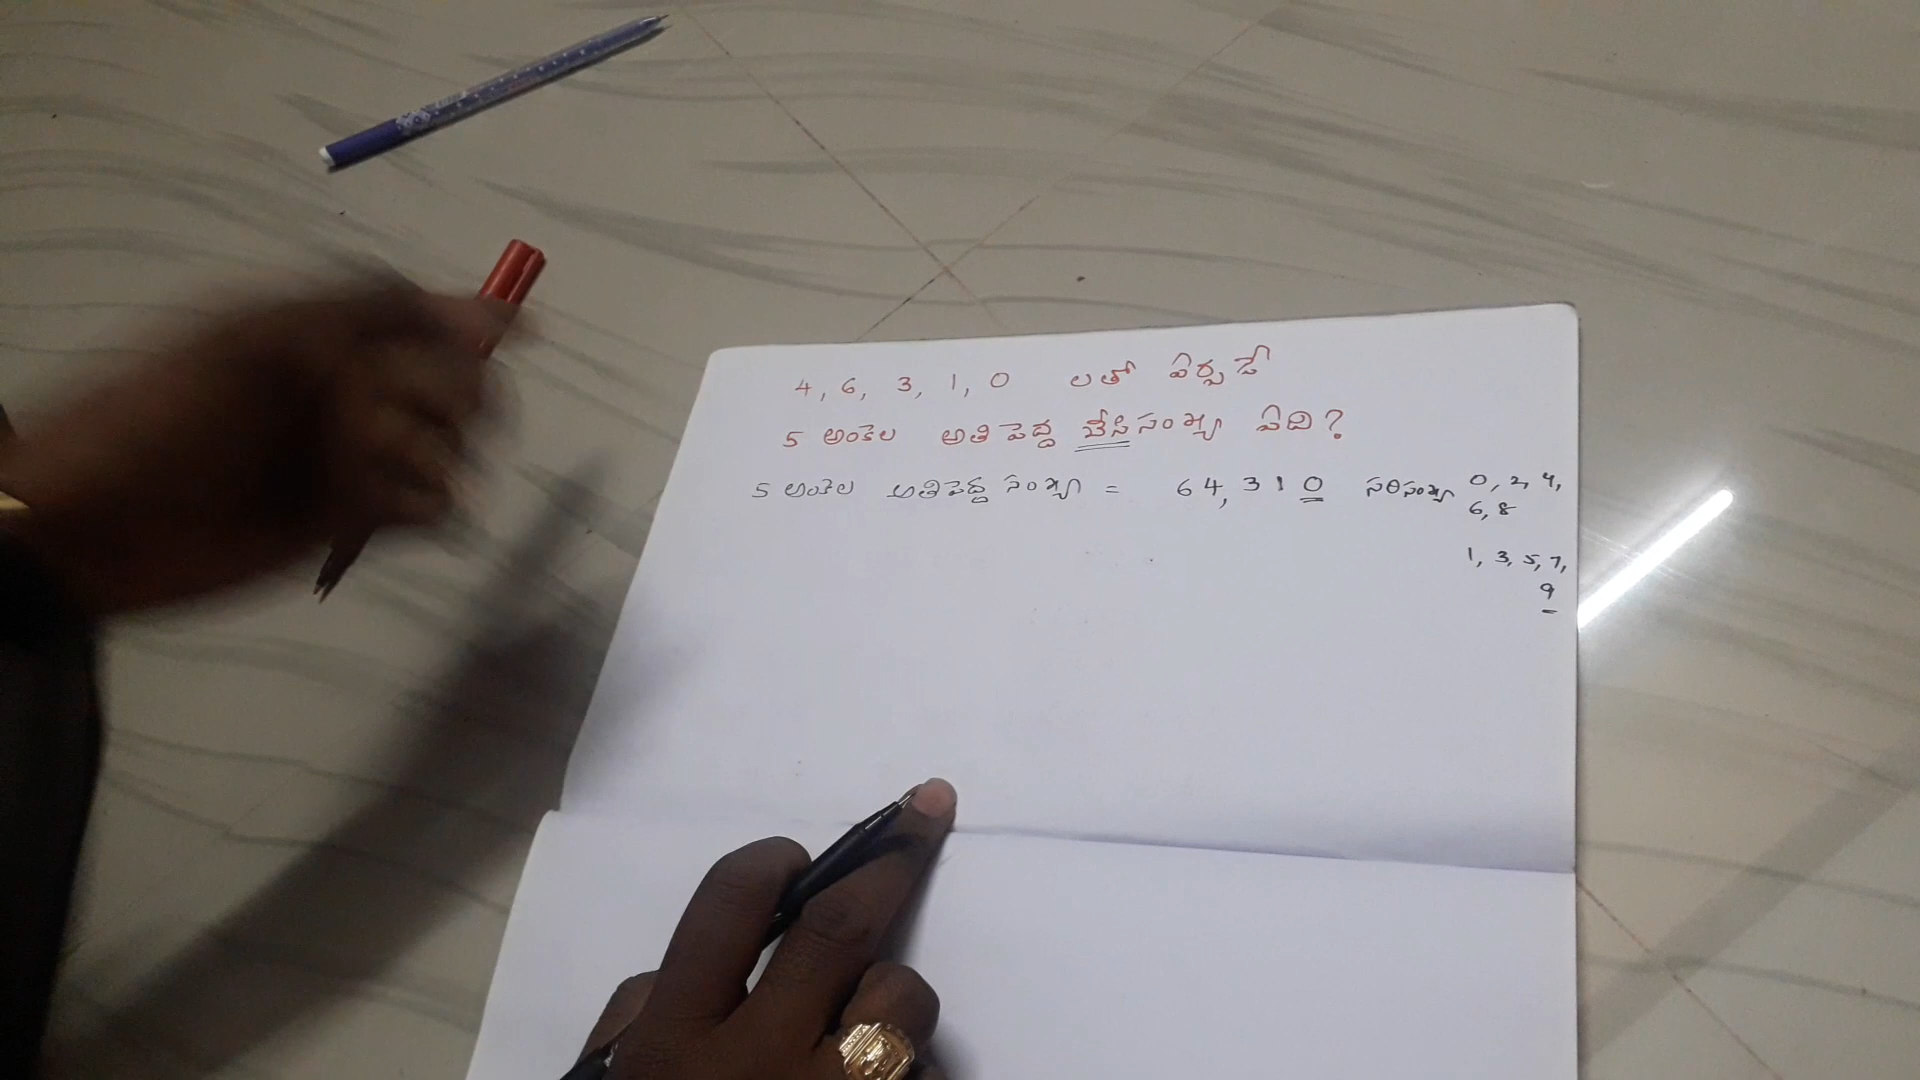 4, 6, 3, 1, 0 లతో ఏర్పడే
5 అంకెల అతి పెద్ద బేసి సంఖ్య ఏది?
5 అంకెల అతిపెద్ద సంఖ్య = 64,310 సరిసంఖ్య 0, 2, 4,
6, 8
1, 3, 5, 7,
9